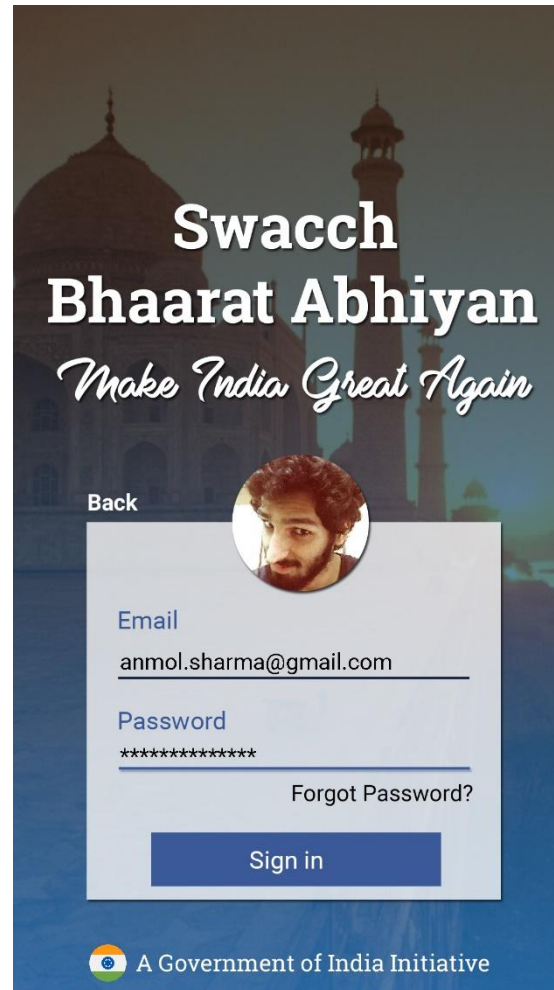 Swacch
Bhaarat Abhiyan
Make India Great Again
Back
Email
anmol.sharma@gmail.com
Password
**************
Forgot Password?
Sign in
A Government of India Initiative